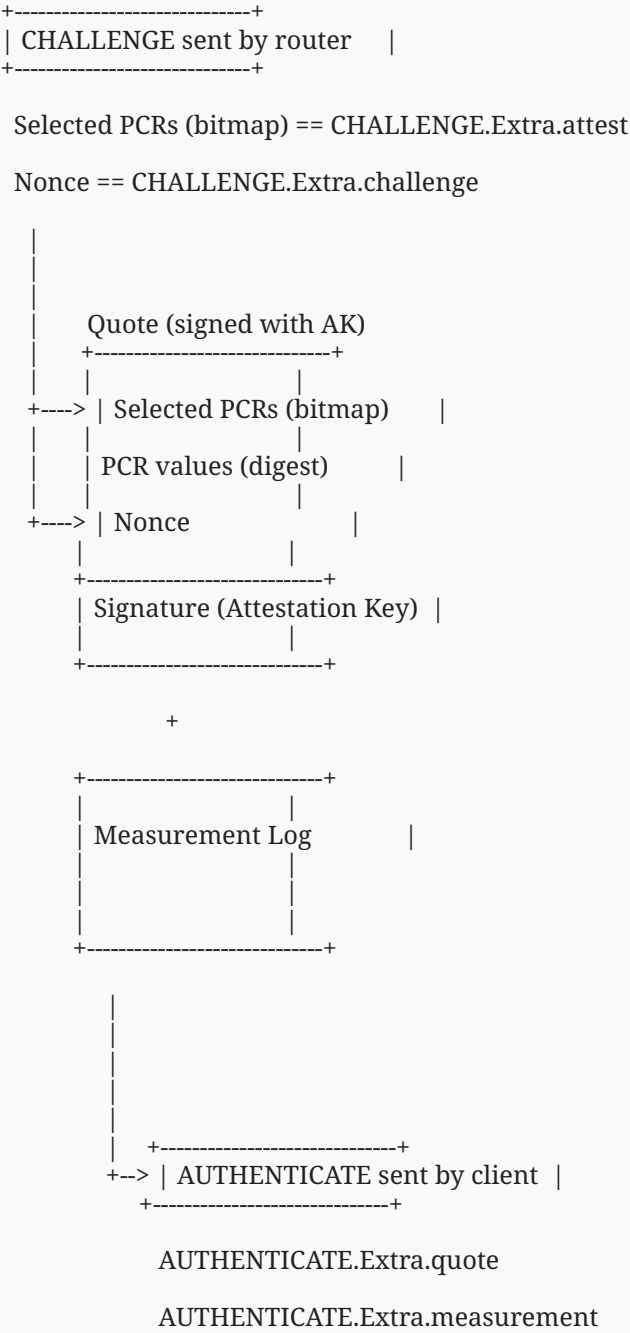 +------------------------------+
| CHALLENGE sent by router     |
+------------------------------+
Selected PCRs (bitmap) == CHALLENGE.Extra.attest
Nonce == CHALLENGE.Extra.challenge
|
|
|
|       Quote (signed with AK)
|      +------------------------------+
|      |                              |
+----> | Selected PCRs (bitmap)       |
|      |                              |
|      | PCR values (digest)          |
|      |                              |
+----> | Nonce                        |
|                              |
+------------------------------+
| Signature (Attestation Key)  |
|                              |
+------------------------------+
+
+------------------------------+
|                              |
| Measurement Log              |
|                              |
|                              |
|                              |
+------------------------------+
|
|
|
|
|
|    +------------------------------+
+--> | AUTHENTICATE sent by client  |
+------------------------------+
AUTHENTICATE.Extra.quote
AUTHENTICATE.Extra.measurement